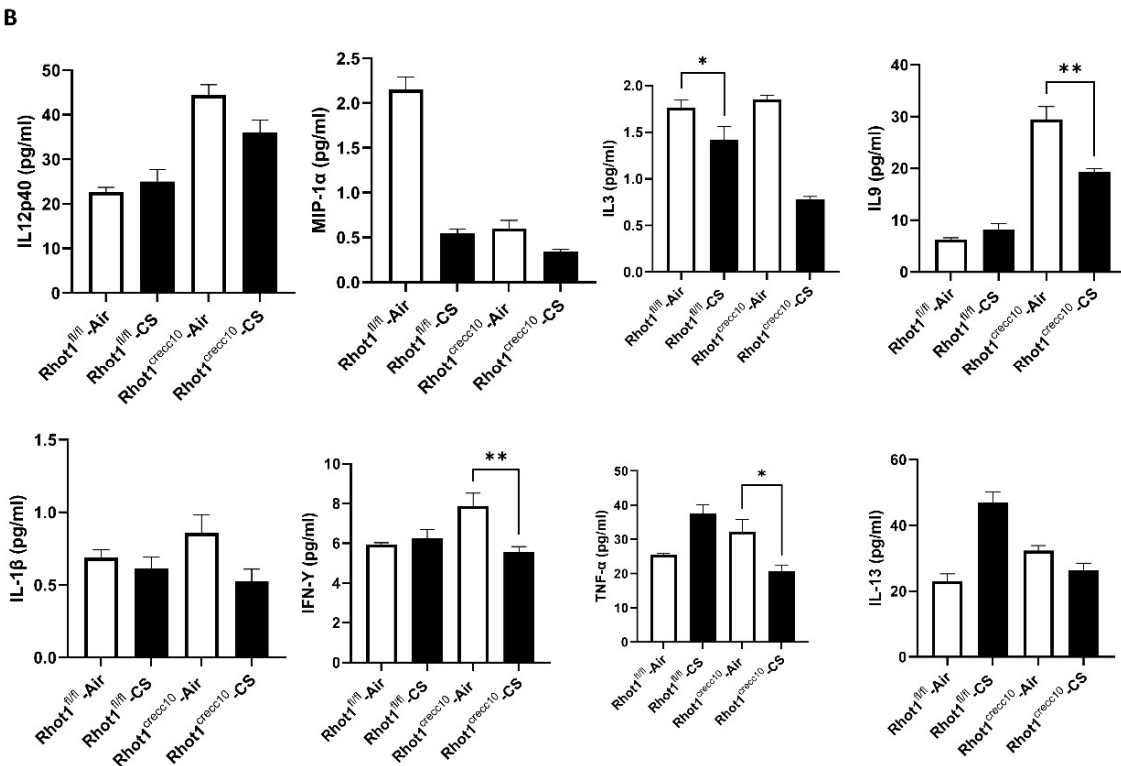 B
IL12p40 (pg/ml)
50
40
30
20
10
0
Rhot1fl/fl -Air
Rhot1fl/fl -CS
Rhot1crecc10 -Air
Rhot1crecc10 -CS
MIP-1α (pg/ml)
2.5
2.0
1.5
1.0
0.5
0.0
Rhot1fl/fl -Air
Rhot1fl/fl -CS
Rhot1crecc10 -Air
Rhot1crecc10 -CS
IL3 (pg/ml)
*
2.0
1.5
1.0
0.5
0.0
Rhot1fl/fl -Air
Rhot1fl/fl -CS
Rhot1crecc10 -Air
Rhot1crecc10 -CS
IL9 (pg/ml)
**
40
30
20
10
0
Rhot1fl/fl -Air
Rhot1fl/fl -CS
Rhot1crecc10 -Air
Rhot1crecc10 -CS
IL-1β (pg/ml)
1.5
1.0
0.5
0.0
Rhot1fl/fl -Air
Rhot1fl/fl -CS
Rhot1crecc10 -Air
Rhot1crecc10 -CS
IFN-Y (pg/ml)
**
10
8
6
4
2
0
Rhot1fl/fl -Air
Rhot1fl/fl -CS
Rhot1crecc10 -Air
Rhot1crecc10 -CS
TNF-α (pg/ml)
*
50
40
30
20
10
0
Rhot1fl/fl -Air
Rhot1fl/fl -CS
Rhot1crecc10 -Air
Rhot1crecc10 -CS
IL-13 (pg/ml)
60
40
20
0
Rhot1fl/fl -Air
Rhot1fl/fl -CS
Rhot1crecc10 -Air
Rhot1crecc10 -CS